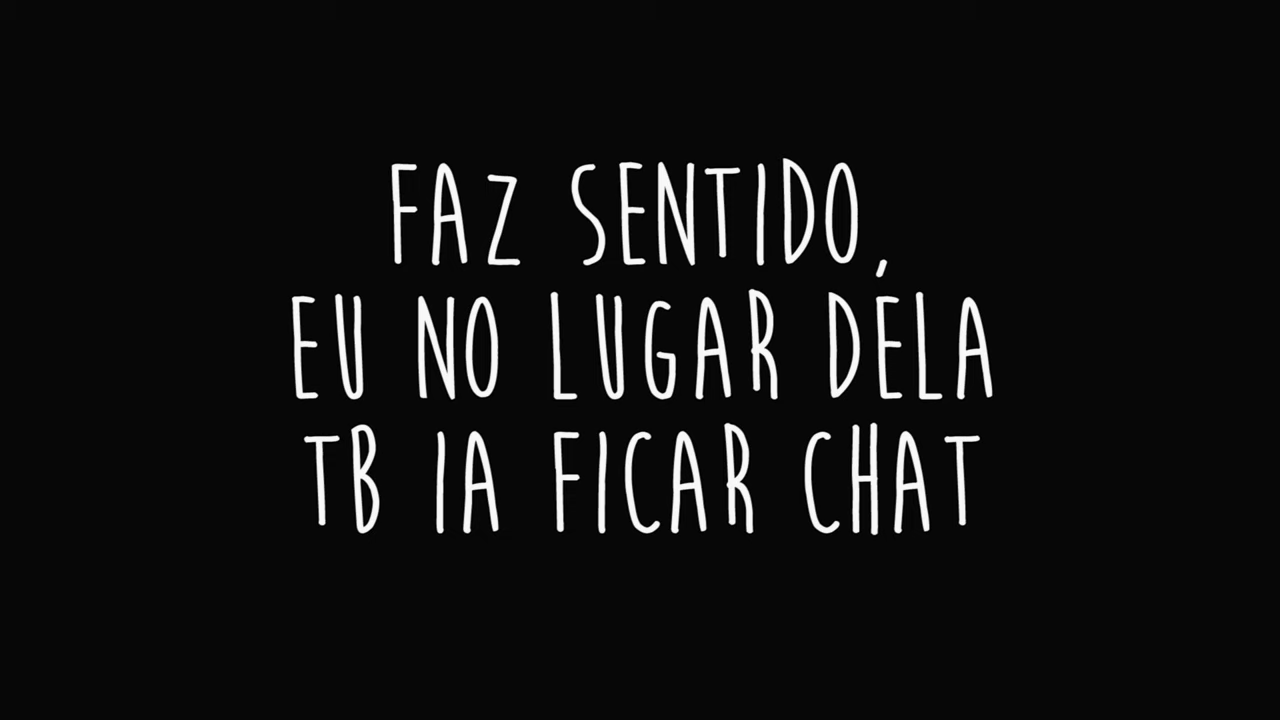 FAZ SENTIDO,
EU NO LUGAR DELA
TB IA FICAR CHAT